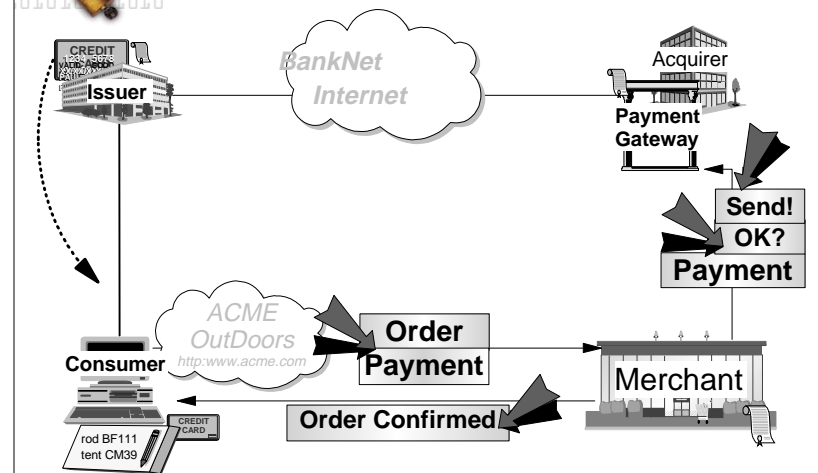 CREDIT
Issuer
BankNet
Internet
Acquirer
Payment
Gateway
Send!
OK?
Payment
ACME
OutDoors
http:www.acme.com
Order
Payment
Consumer
Merchant
Order Confirmed
CREDIT
CARD
rod BF111
tent CM39